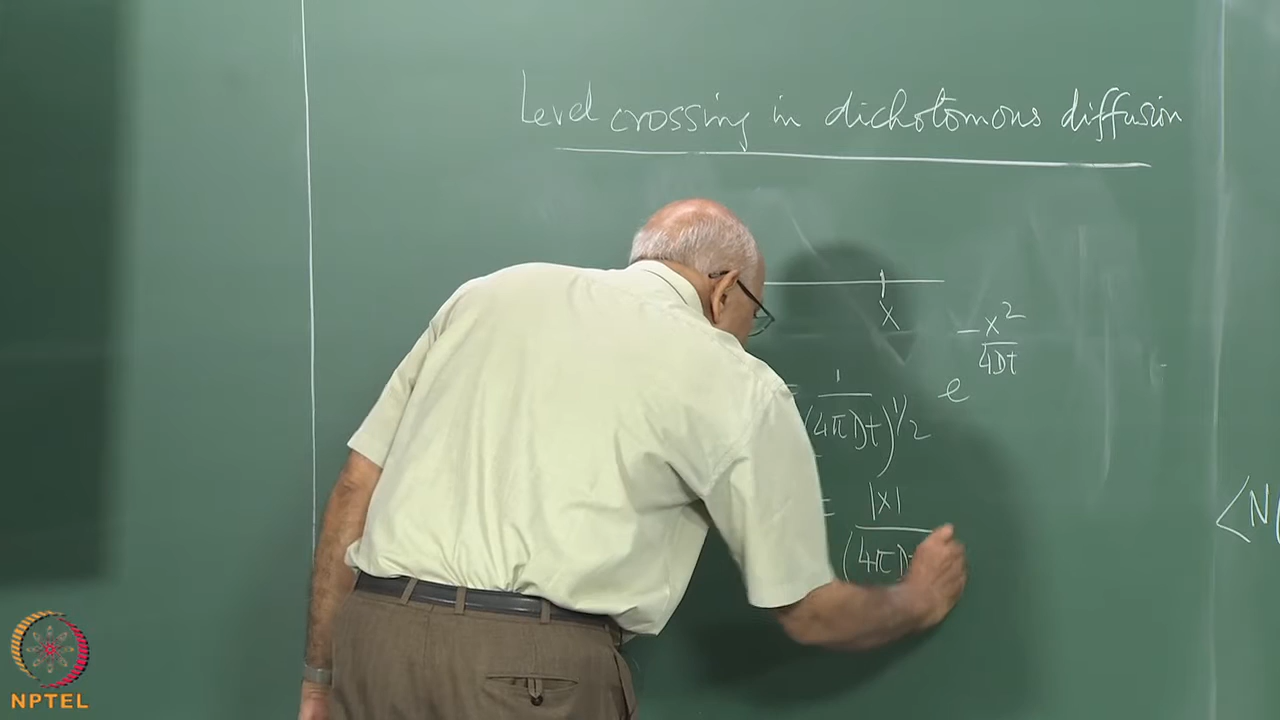 Level crossing in dichotomous diffusion
X
= 1/(4πDt)^1/2 e^-x²/4Dt
= |X|/(4πD
<N(
NPTEL